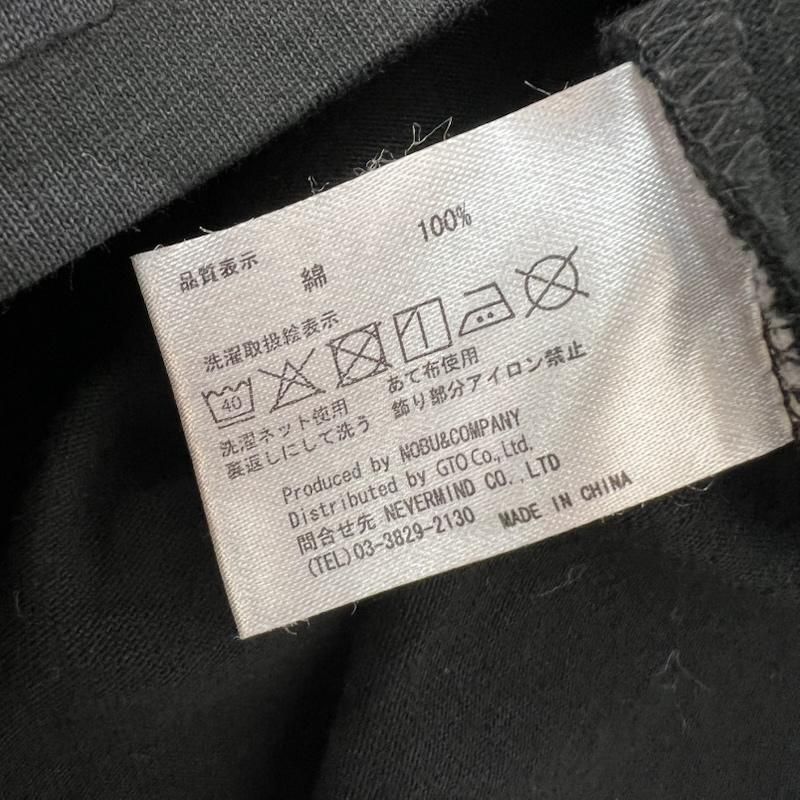 品質表示
綿 100%
洗濯取扱絵表示
40
洗濯ネット使用 あて布使用
裏返しにして洗う 飾り部分アイロン禁止
Produced by NOBU&COMPANY
Distributed by GTO Co., Ltd.
問合せ先 NEVERMIND CO.,LTD
(TEL)03-3829-2130 MADE IN CHINA